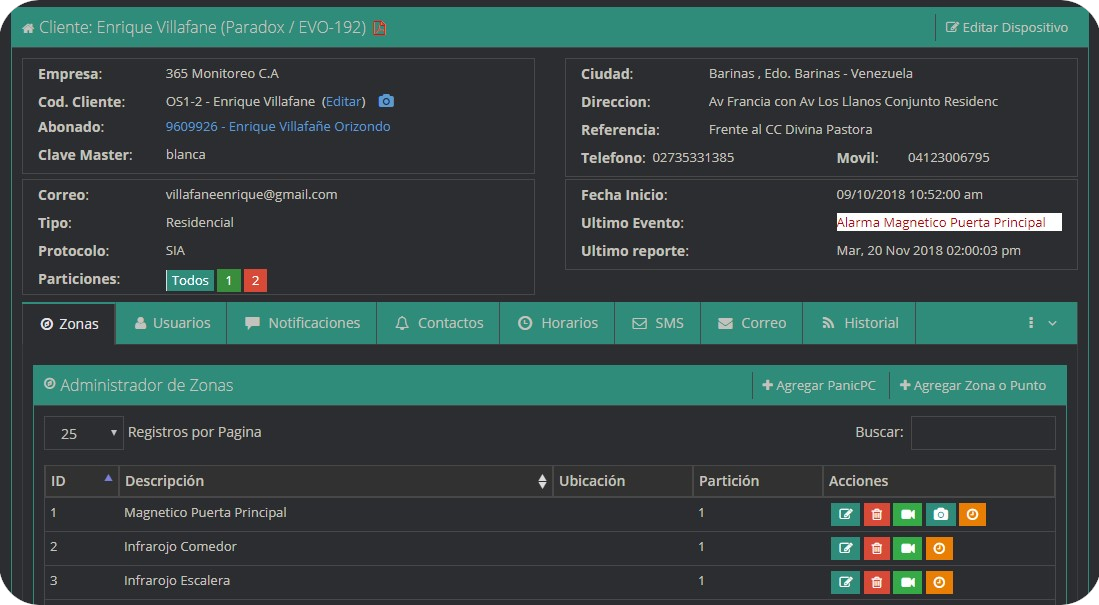 Cliente: Enrique Villafane (Paradox / EVO-192)
Editar Dispositivo
Empresa: 365 Monitoreo C.A
Cod. Cliente: OS1-2 - Enrique Villafane (Editar)
Abonado: 9609926 - Enrique Villafañe Orizondo
Clave Master: blanca
Ciudad: Barinas , Edo. Barinas - Venezuela
Direccion: Av Francia con Av Los Llanos Conjunto Residenc
Referencia: Frente al CC Divina Pastora
Telefono: 02735331385 Movil: 04123006795
Correo: villafaneenrique@gmail.com
Tipo: Residencial
Protocolo: SIA
Particiones: Todos 1 2
Fecha Inicio: 09/10/2018 10:52:00 am
Ultimo Evento: Alarma Magnetico Puerta Principal
Ultimo reporte: Mar, 20 Nov 2018 02:00:03 pm
Zonas Usuarios Notificaciones Contactos Horarios SMS Correo Historial
Administrador de Zonas
Agregar PanicPC Agregar Zona o Punto
25 Registros por Pagina Buscar:
ID Descripción Ubicación Partición Acciones
1 Magnetico Puerta Principal 1
2 Infrarojo Comedor 1
3 Infrarojo Escalera 1